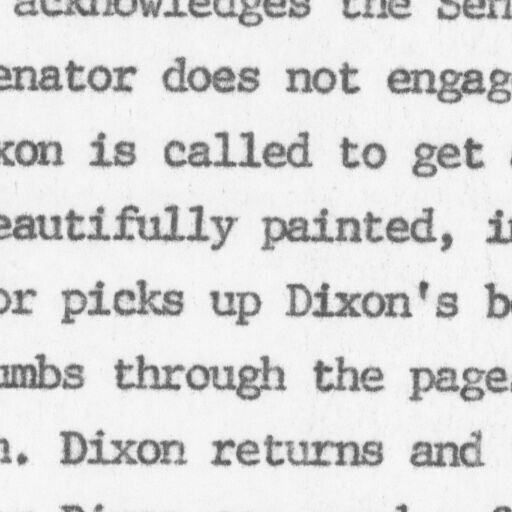 acknowledges the Sen
enator does not engag
xon is called to get
eautifully painted, in
or picks up Dixon's b
umbs through the page
n. Dixon returns and